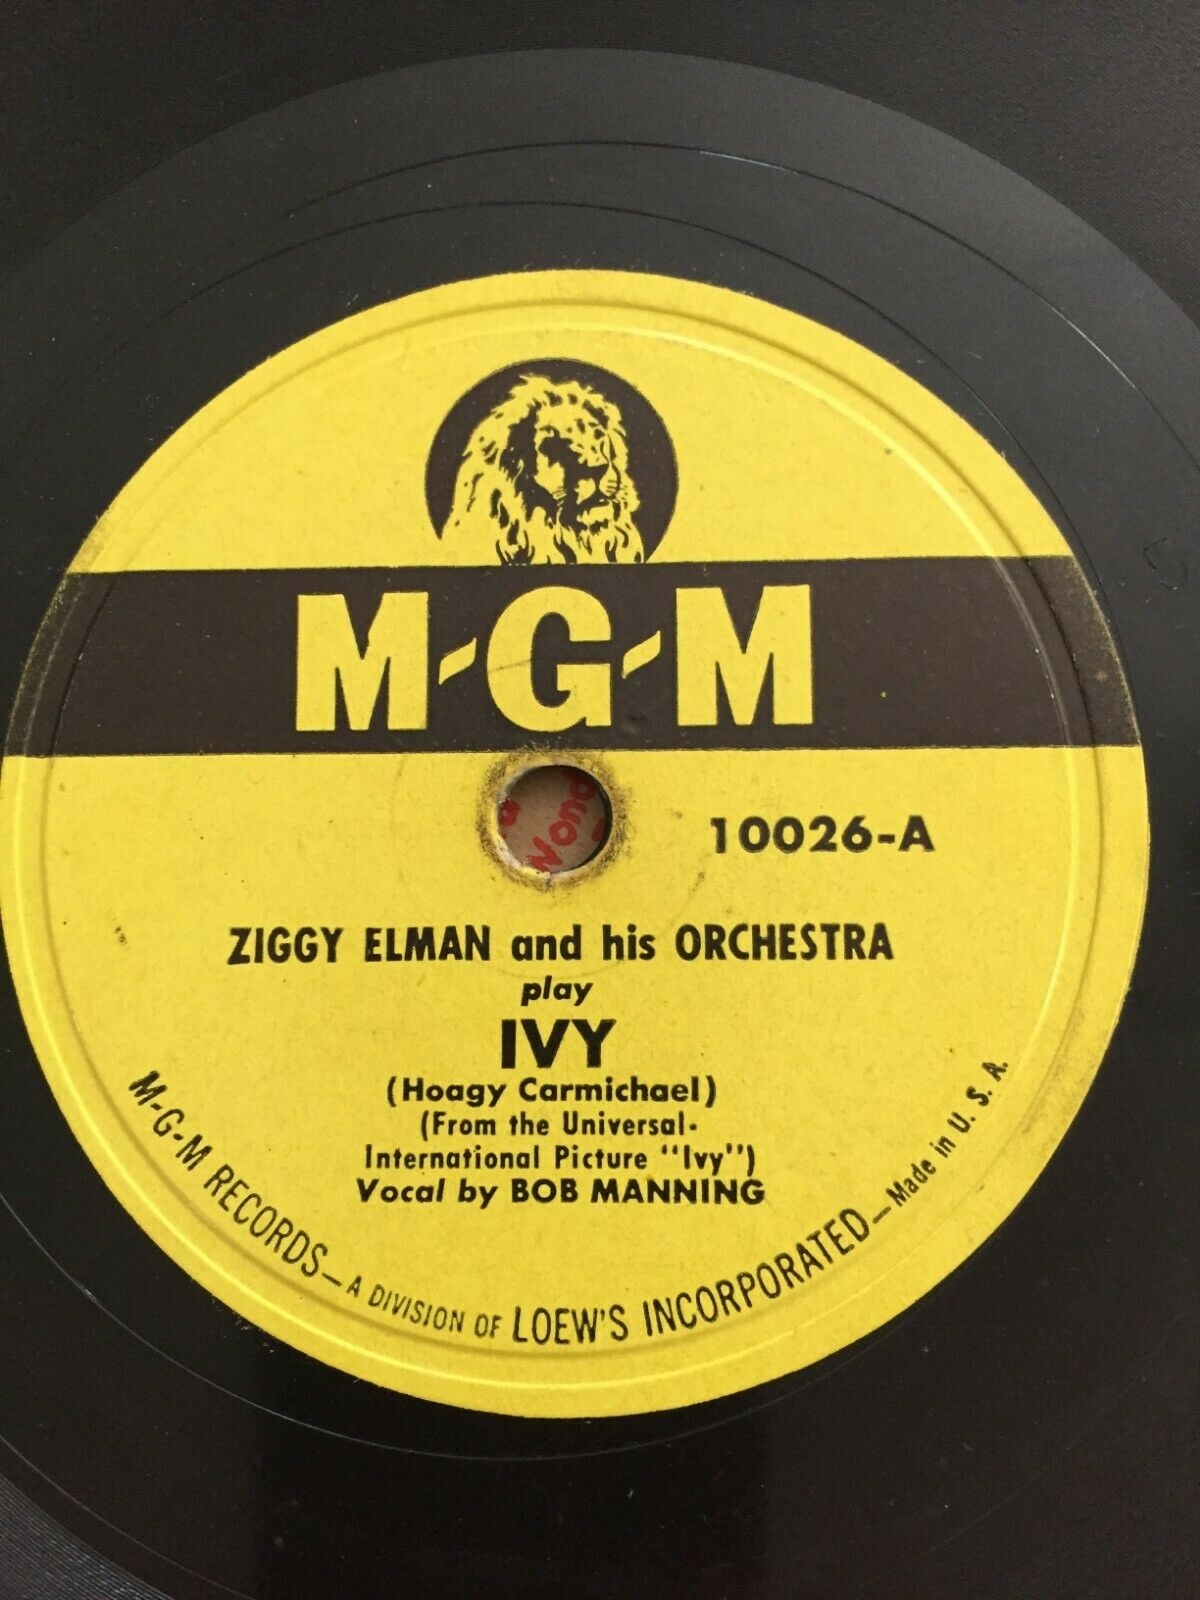 M-G-M
10026-A
ZIGGY ELMAN and his ORCHESTRA
play
IVY
(Hoagy Carmichael)
(From the Universal-
International Picture "Ivy")
Vocal by BOB MANNING
M-G-M RECORDS—A DIVISION OF LOEW'S INCORPORATED—Made in U. S. A.